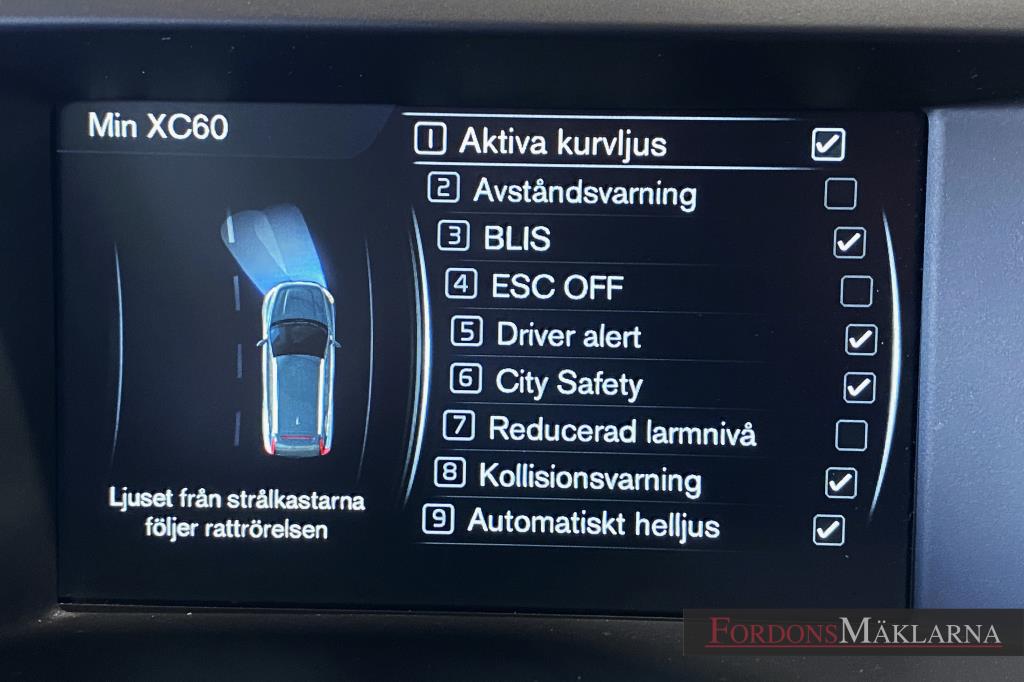 Min XC60
1 Aktiva kurvljus
2 Avståndsvarning
3 BLIS
4 ESC OFF
5 Driver alert
6 City Safety
7 Reducerad larmnivå
8 Kollisionsvarning
9 Automatiskt helljus
Ljuset från strålkastarna
följer rattrörelsen
FORDONSMÄKLARNA